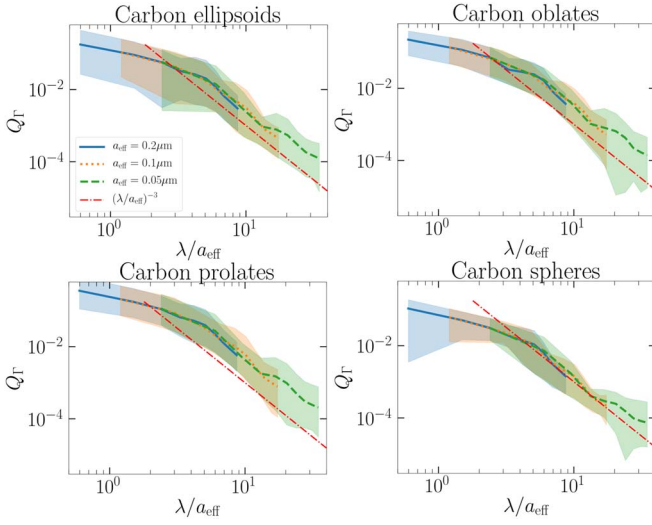 Carbon ellipsoids
Q_Γ
10^−2
10^−4
a_eff = 0.2μm
a_eff = 0.1μm
a_eff = 0.05μm
(λ/a_eff)^−3
10^0
10^1
λ/a_eff
Carbon oblates
Q_Γ
10^−2
10^−4
10^0
10^1
λ/a_eff
Carbon prolates
Q_Γ
10^−2
10^−4
10^0
10^1
λ/a_eff
Carbon spheres
Q_Γ
10^−2
10^−4
10^0
10^1
λ/a_eff